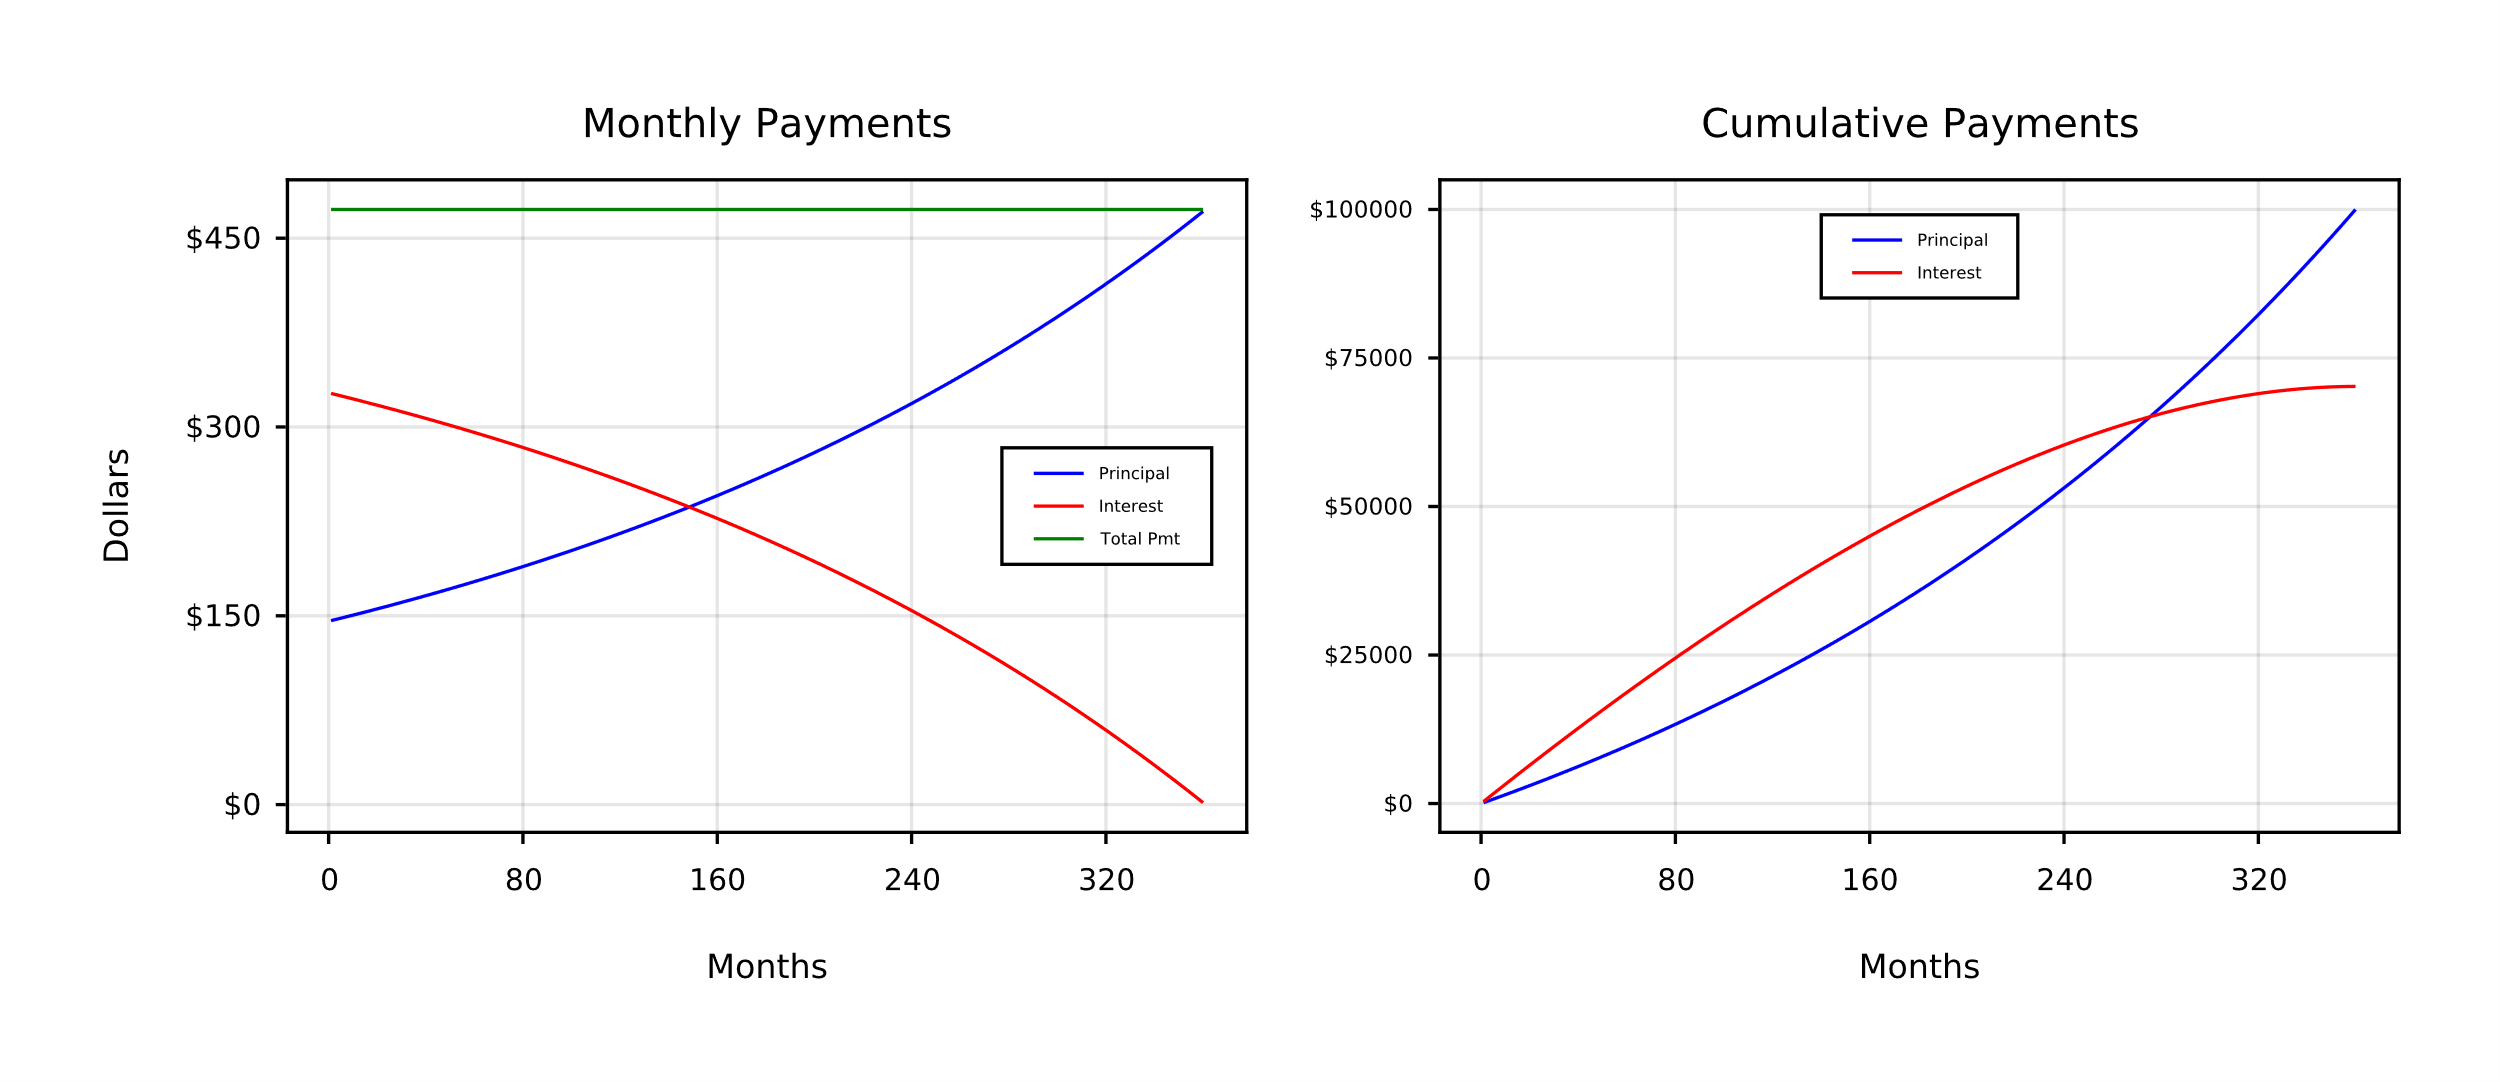 Monthly Payments
Dollars
$450
$300
$150
$0
0 80 160 240 320
Months
Principal
Interest
Total Pmt
Cumulative Payments
$100000
$75000
$50000
$25000
$0
0 80 160 240 320
Months
Principal
Interest